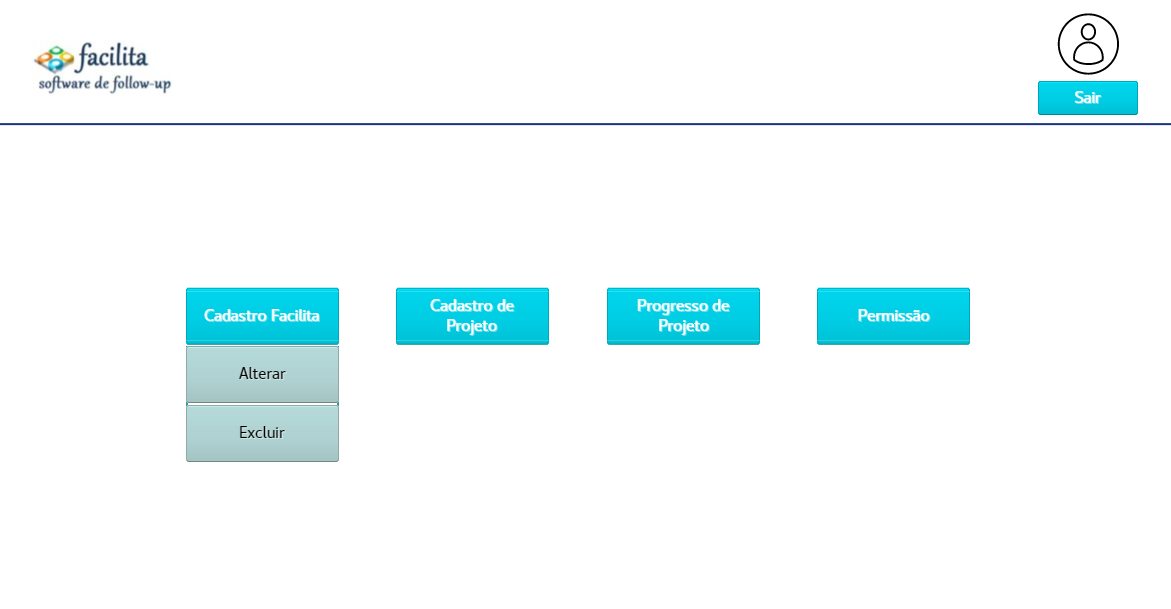 facilita
software de follow-up
Sair
Cadastro Facilita
Cadastro de
Projeto
Progresso de
Projeto
Permissão
Alterar
Excluir